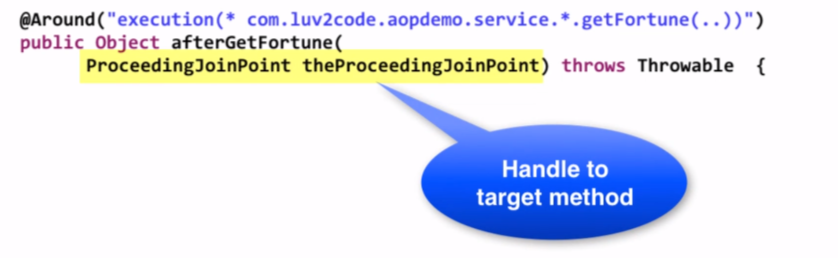 @Around("execution(* com.luv2code.aopdemo.service.*.getFortune(..))")
public Object afterGetFortune(
ProceedingJoinPoint theProceedingJoinPoint) throws Throwable {
Handle to
target method